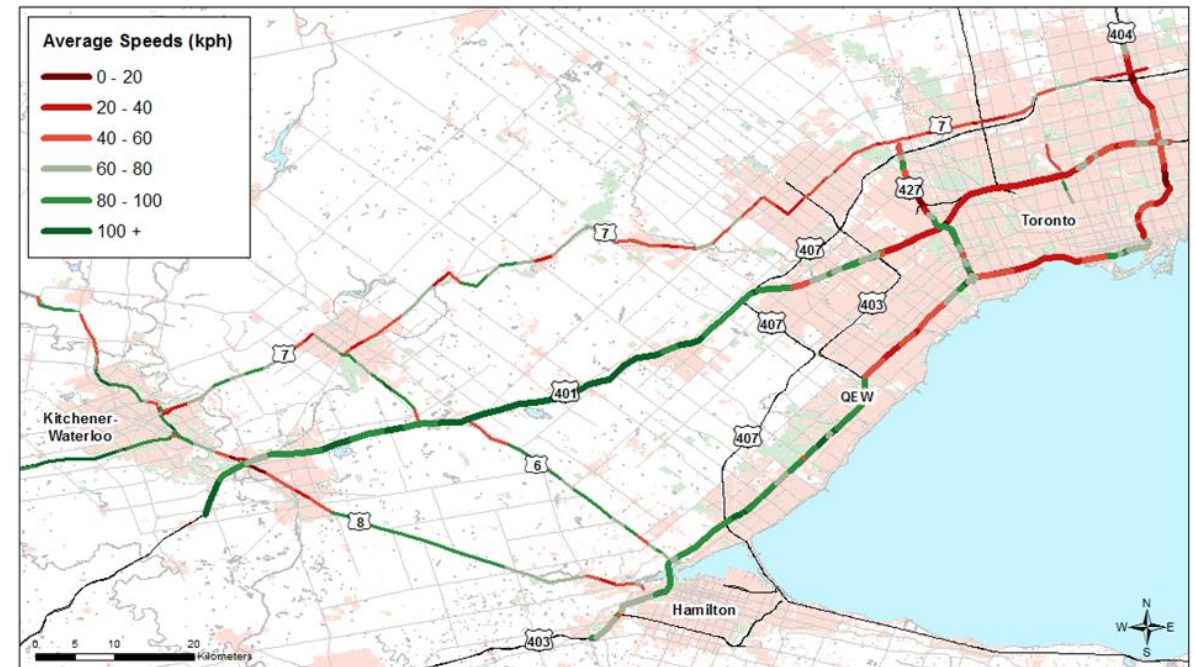 Average Speeds (kph)
0 - 20
20 - 40
40 - 60
60 - 80
80 - 100
100 +
404
7
427
Toronto
7
407
403
407
7
QEW
401
Kitchener-
Waterloo
407
6
8
Hamilton
403
N
W E
S
0 5 10 20
Kilometers